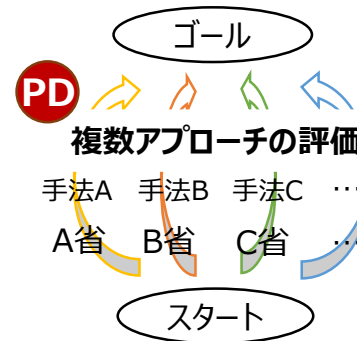 ゴール
PD
複数アプローチの評価
手法A 手法B 手法C …
A省 B省 C省 …
スタート